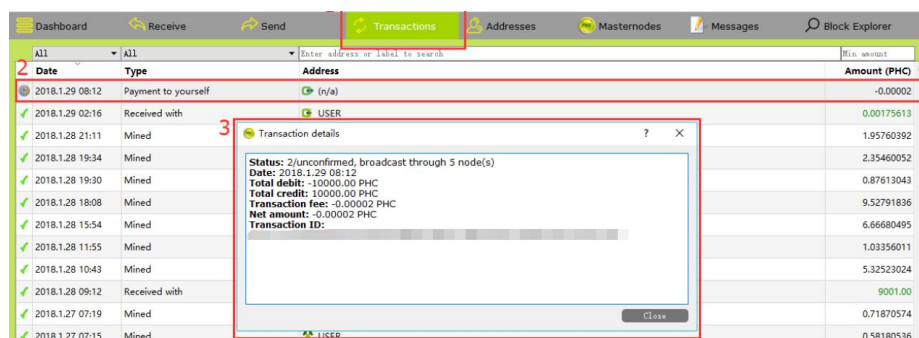 Dashboard Receive Send Transactions Addresses Masternodes Messages Block Explorer
All All Enter address or label to search Min amount
2 Date Type Address Amount (PHC)
2018.1.29 08:12 Payment to yourself (n/a) -0.00002
2018.1.29 02:16 Received with USER 0.00175613
3
Transaction details ? ×
2018.1.28 21:11 Mined 1.95760392
2018.1.28 19:34 Mined 2.35460052
2018.1.28 19:30 Mined 0.87613043
2018.1.28 18:08 Mined 9.52791836
2018.1.28 15:54 Mined 6.66680495
2018.1.28 11:55 Mined 1.03356011
2018.1.28 10:43 Mined 5.32523024
2018.1.28 09:12 Received with 9001.00
2018.1.27 07:19 Mined 0.71870574
2018.1.27 07:15 Mined USER 0.58180536
Status: 2/unconfirmed, broadcast through 5 node(s)
Date: 2018.1.29 08:12
Total debit: -10000.00 PHC
Total credit: 10000.00 PHC
Transaction fee: -0.00002 PHC
Net amount: -0.00002 PHC
Transaction ID:
Close